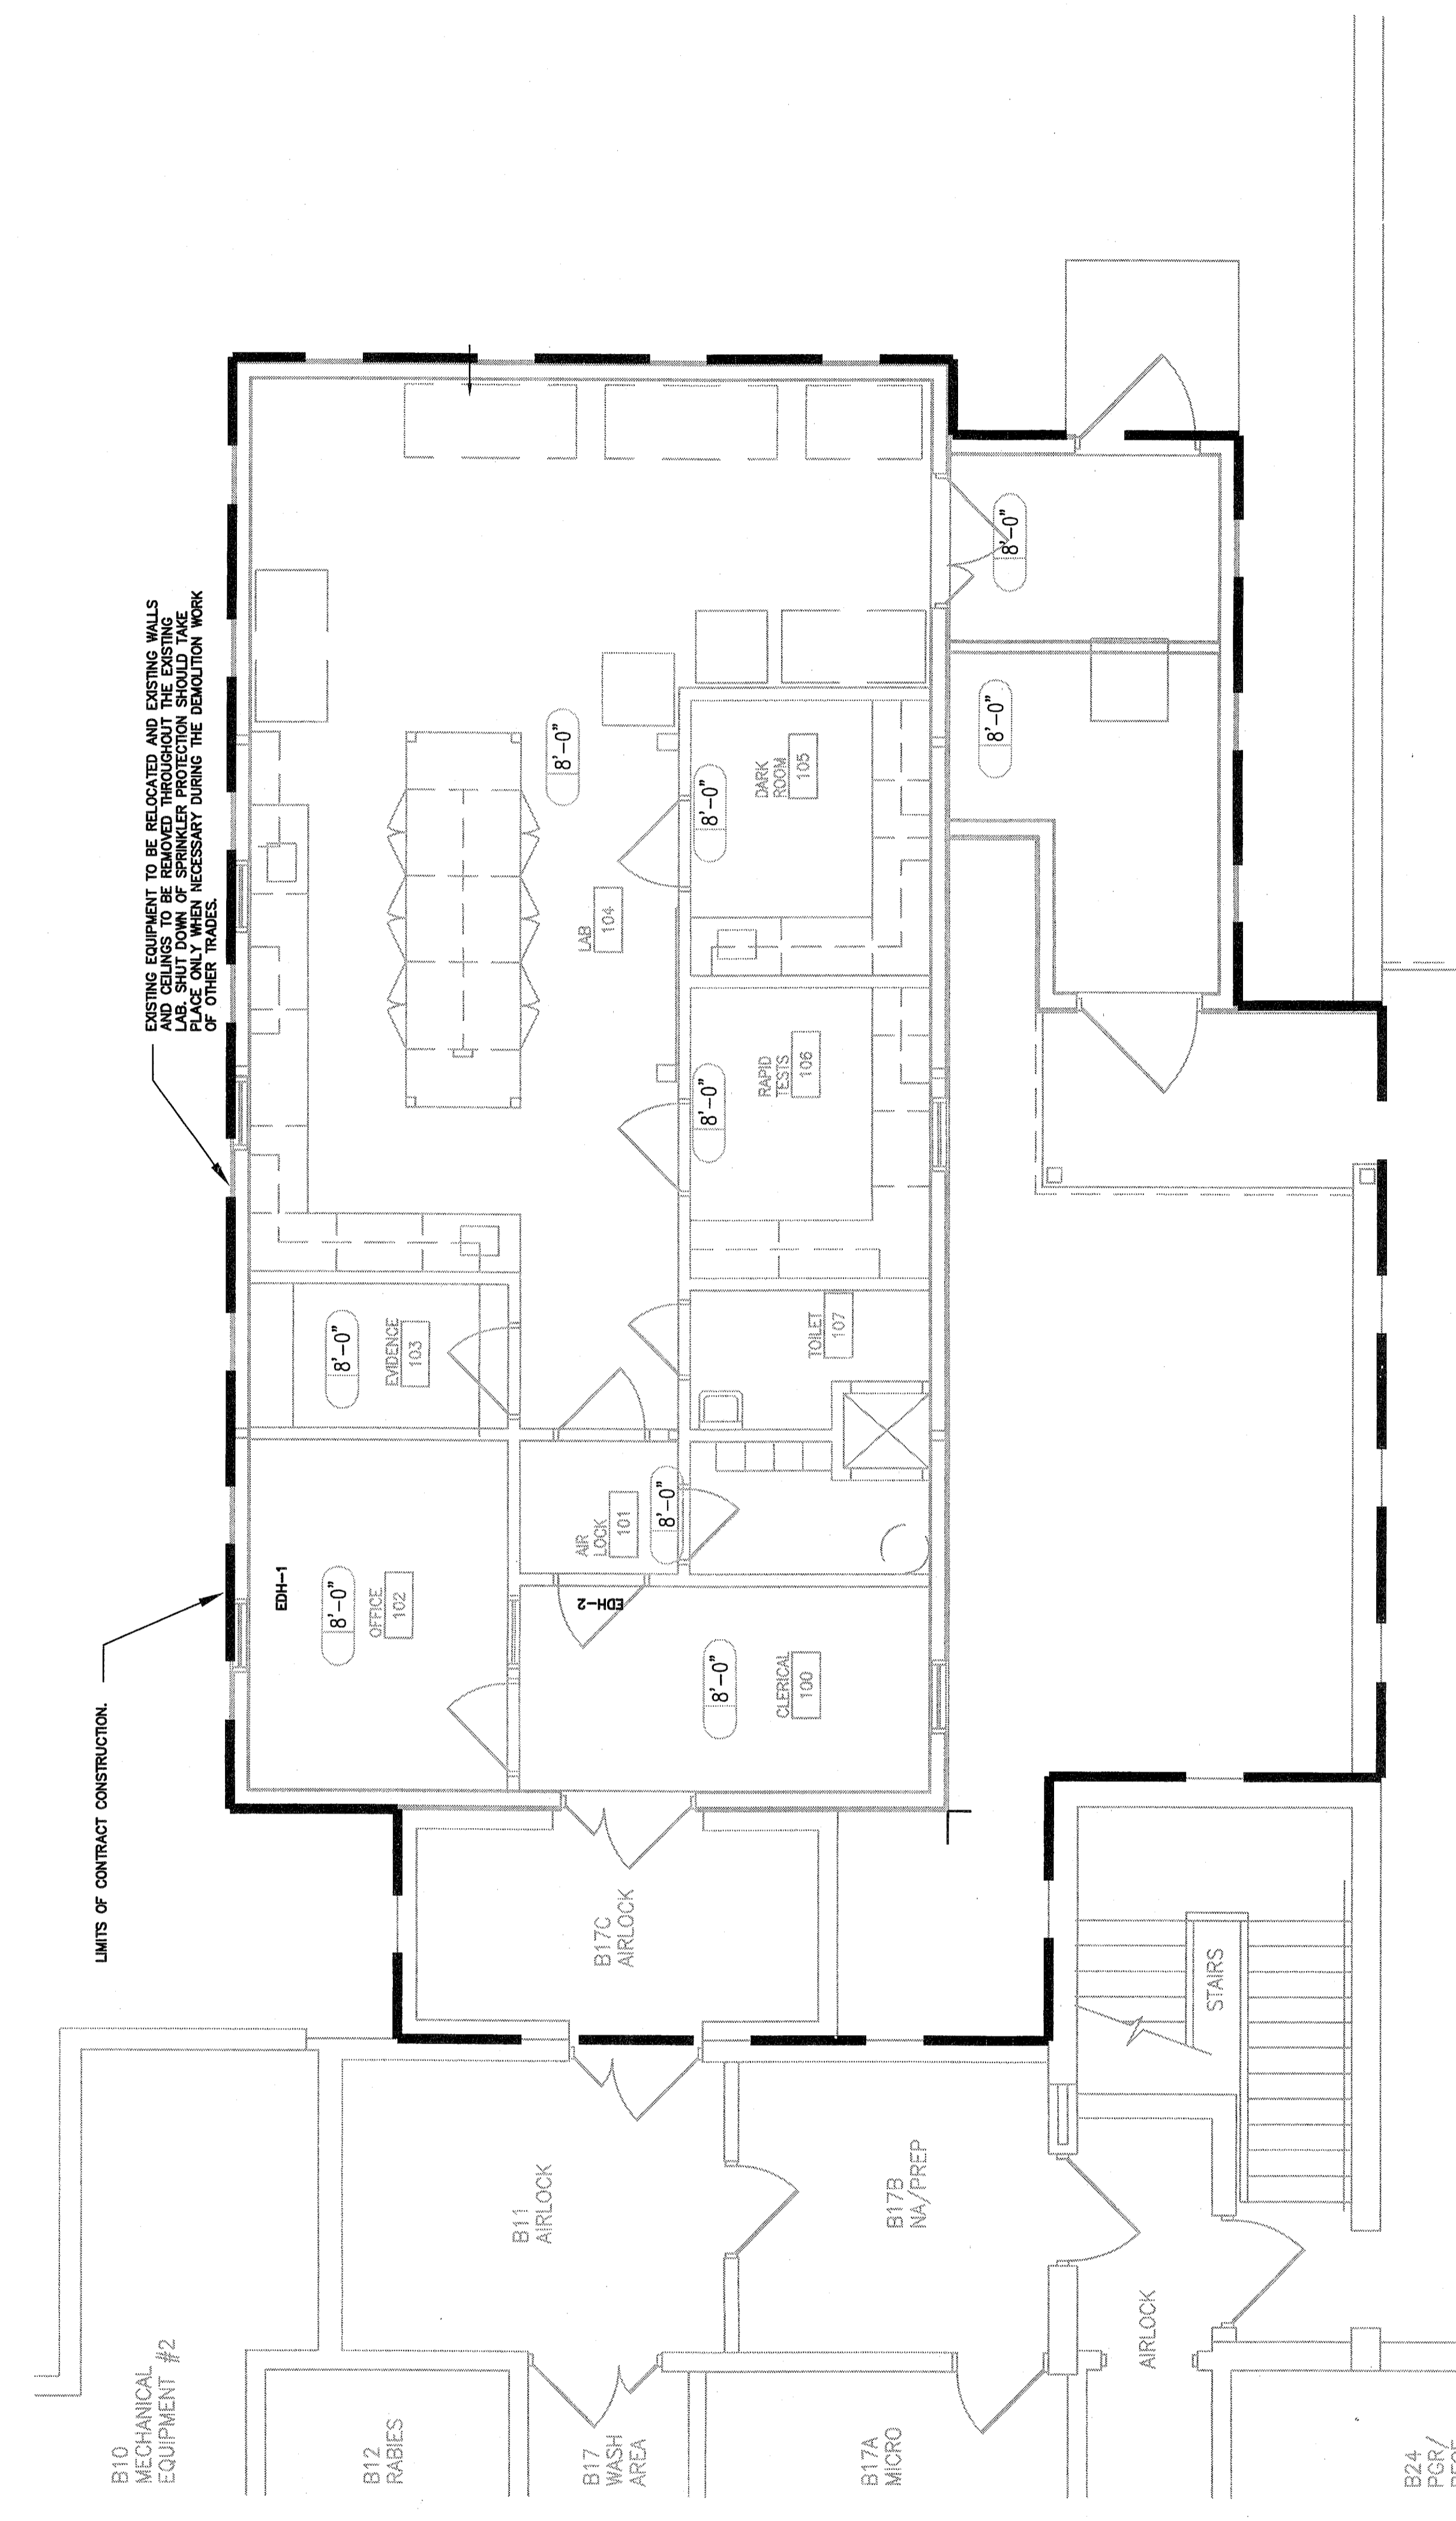 LIMITS OF CONTRACT CONSTRUCTION.
EXISTING EQUIPMENT TO BE RELOCATED AND EXISTING WALLS
AND CEILINGS TO BE REMOVED THROUGHOUT THE EXISTING
LAB. SHUT DOWN OF SPRINKLER PROTECTION SHOULD TAKE
PLACE ONLY WHEN NECESSARY DURING THE DEMOLITION WORK
OF OTHER TRADES.
B10
MECHANICAL
EQUIPMENT #2
EDH-1
8'-0"
OFFICE
102
8'-0"
EVIDENCE
103
B12
RABIES
B11
AIRLOCK
B17C
AIRLOCK
EDH-2
AIR
LOCK
101
8'-0"
8'-0"
LAB
104
B17
WASH
AREA
8'-0"
CLERICAL
100
TOILET
107
8'-0"
RAPID
TESTS
106
8'-0"
DARK
ROOM
105
B17A
MICRO
B17B
NA/PREP
8'-0"
8'-0"
AIRLOCK
STAIRS
B24
PGR/